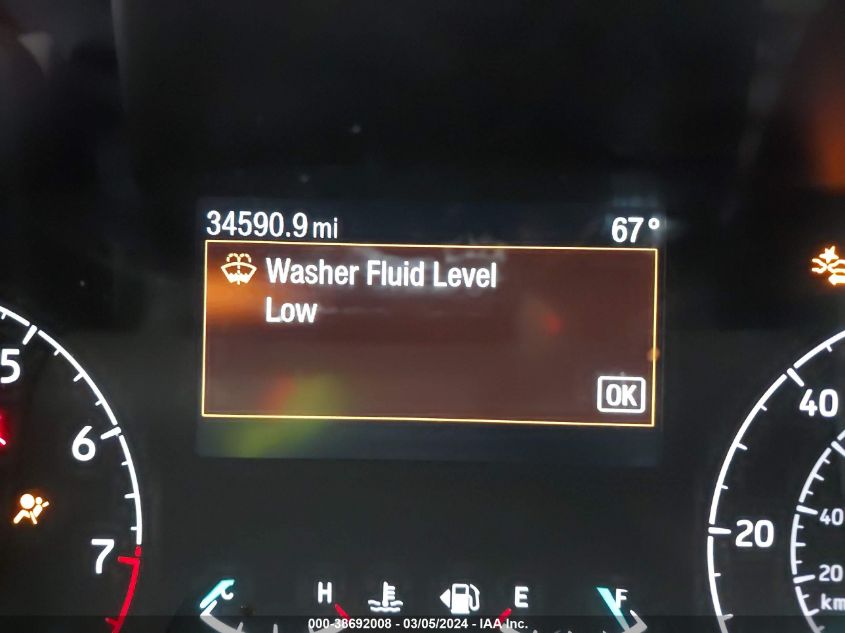 34590.9 mi 67°
Washer Fluid Level
Low
OK
5
6
7
40
20
40
20
km
H
C
E
F
000-38692008 - 03/05/2024 - IAA Inc.